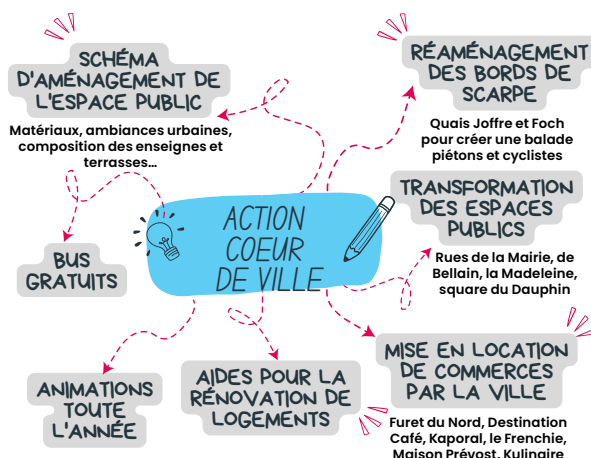 SCHÉMA
D'AMÉNAGEMENT DE
L'ESPACE PUBLIC
Matériaux, ambiances urbaines,
composition des enseignes et
terrasses...
RÉAMÉNAGEMENT
DES BORDS DE
SCARPE
Quais Joffre et Foch
pour créer une balade
piétons et cyclistes
TRANSFORMATION
DES ESPACES
PUBLICS
Rues de la Mairie, de
Bellain, la Madeleine,
square du Dauphin
ACTION
COEUR
DE VILLE
BUS
GRATUITS
ANIMATIONS
TOUTE
L'ANNÉE
AIDES POUR LA
RÉNOVATION DE
LOGEMENTS
MISE EN LOCATION
DE COMMERCES
PAR LA VILLE
Furet du Nord, Destination
Café, Kaporal, le Frenchie,
Maison Prévost, Kulinaire